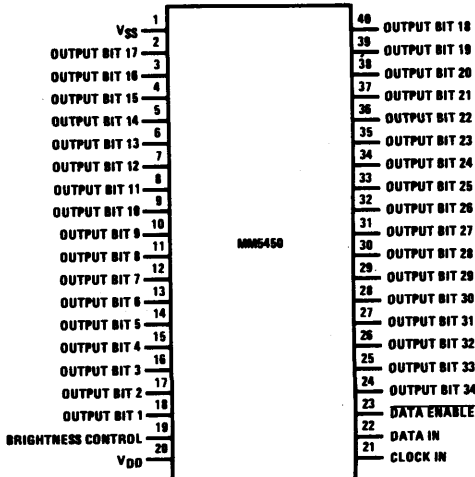 VSS 1
OUTPUT BIT 17 2
OUTPUT BIT 16 3
OUTPUT BIT 15 4
OUTPUT BIT 14 5
OUTPUT BIT 13 6
OUTPUT BIT 12 7
OUTPUT BIT 11 8
OUTPUT BIT 10 9
OUTPUT BIT 9 10
OUTPUT BIT 8 11
OUTPUT BIT 7 12
OUTPUT BIT 6 13
OUTPUT BIT 5 14
OUTPUT BIT 4 15
OUTPUT BIT 3 16
OUTPUT BIT 2 17
OUTPUT BIT 1 18
BRIGHTNESS CONTROL 19
VDD 20
MM5450
40 OUTPUT BIT 18
39 OUTPUT BIT 19
38 OUTPUT BIT 20
37 OUTPUT BIT 21
36 OUTPUT BIT 22
35 OUTPUT BIT 23
34 OUTPUT BIT 24
33 OUTPUT BIT 25
32 OUTPUT BIT 26
31 OUTPUT BIT 27
30 OUTPUT BIT 28
29 OUTPUT BIT 29
28 OUTPUT BIT 30
27 OUTPUT BIT 31
26 OUTPUT BIT 32
25 OUTPUT BIT 33
24 OUTPUT BIT 34
23 DATA ENABLE
22 DATA IN
21 CLOCK IN